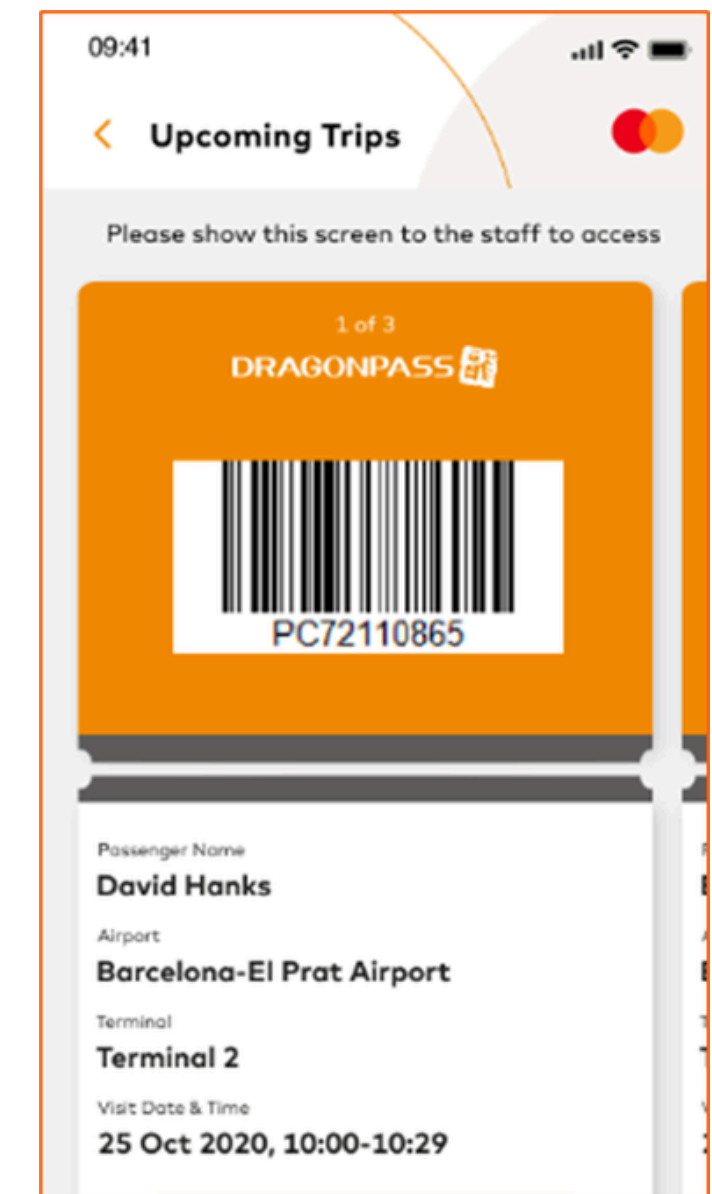 09:41
Upcoming Trips
Please show this screen to the staff to access
1 of 3
DRAGONPASS
PC72110865
Passenger Name
David Hanks
Airport
Barcelona-El Prat Airport
Terminal
Terminal 2
Visit Date & Time
25 Oct 2020, 10:00-10:29